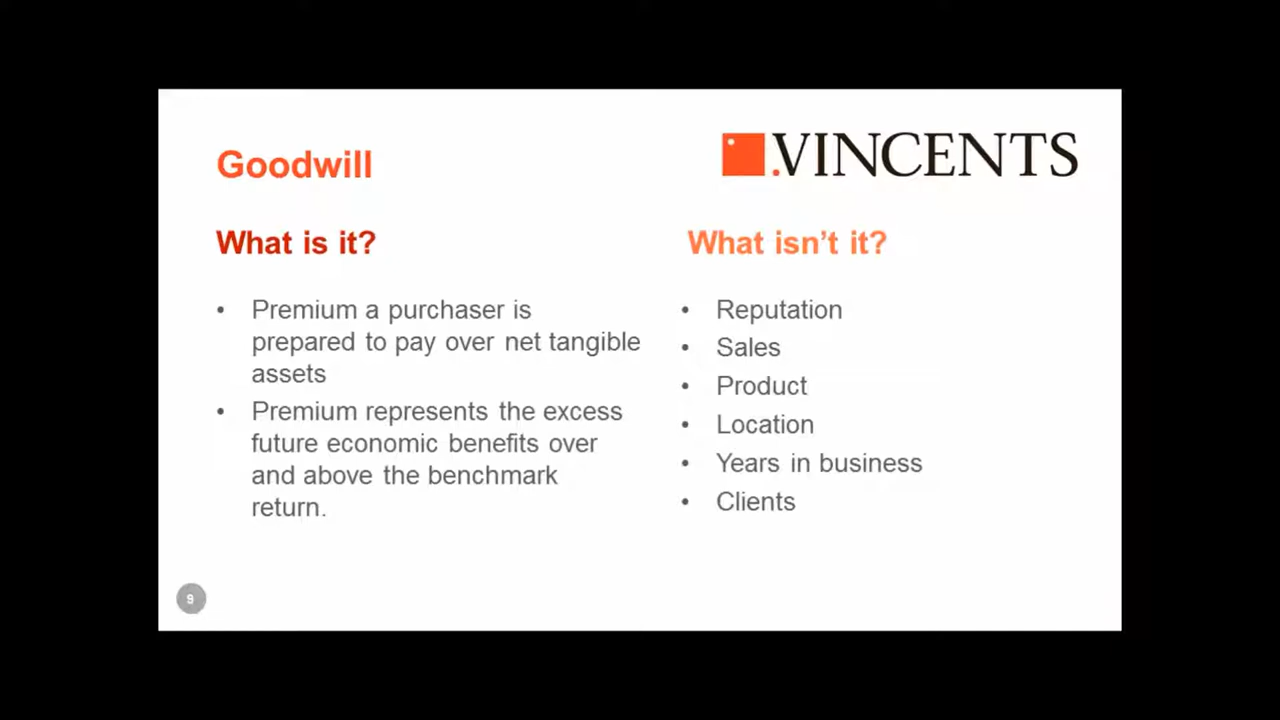 Goodwill
.VINCENTS
What is it?
• Premium a purchaser is
prepared to pay over net tangible
assets
• Premium represents the excess
future economic benefits over
and above the benchmark
return.
What isn't it?
• Reputation
• Sales
• Product
• Location
• Years in business
• Clients
9